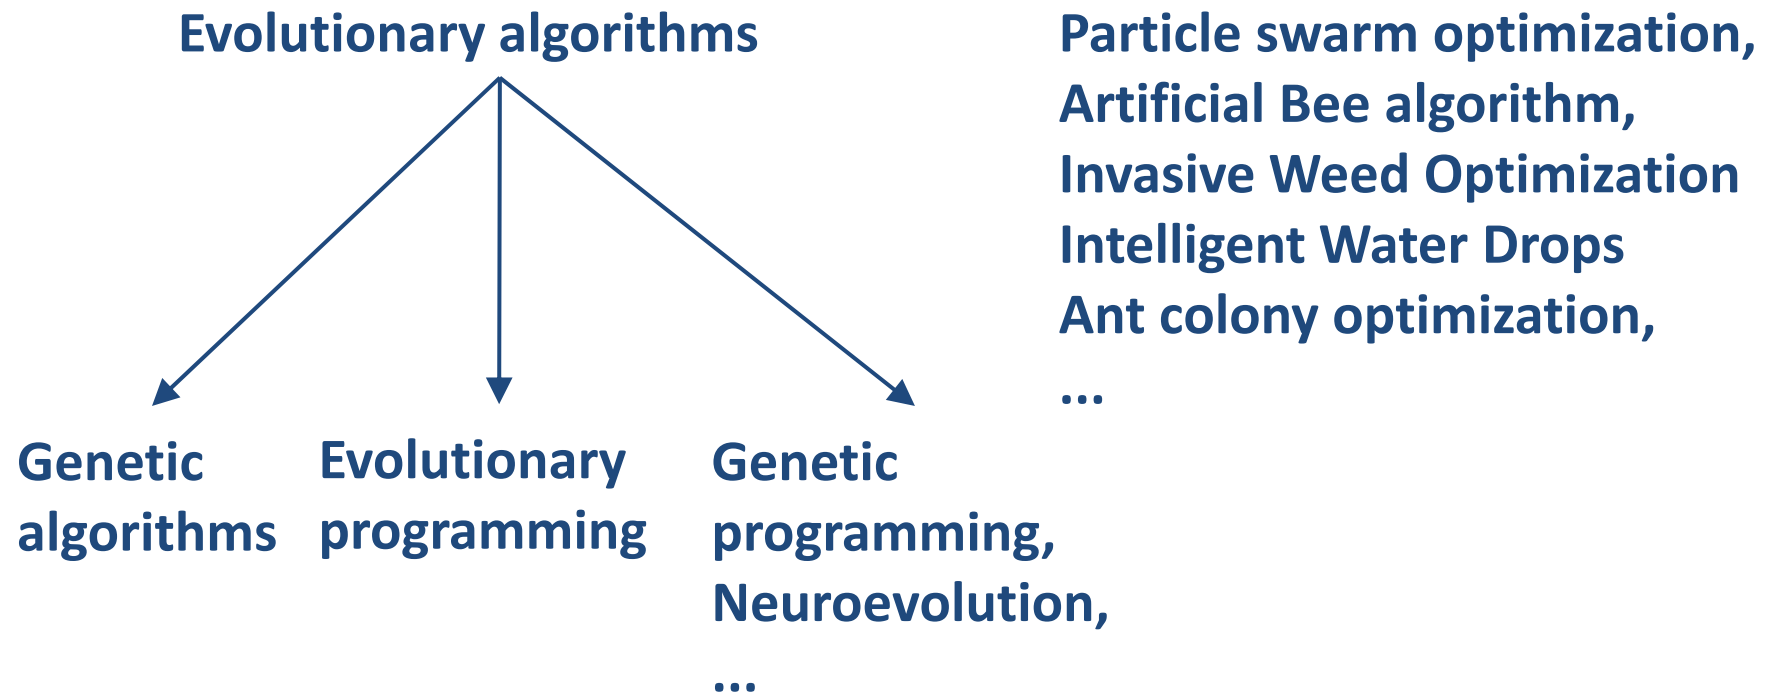 Evolutionary algorithms
Genetic
algorithms
Evolutionary
programming
Genetic
programming,
Neuroevolution,
...
Particle swarm optimization,
Artificial Bee algorithm,
Invasive Weed Optimization
Intelligent Water Drops
Ant colony optimization,
...